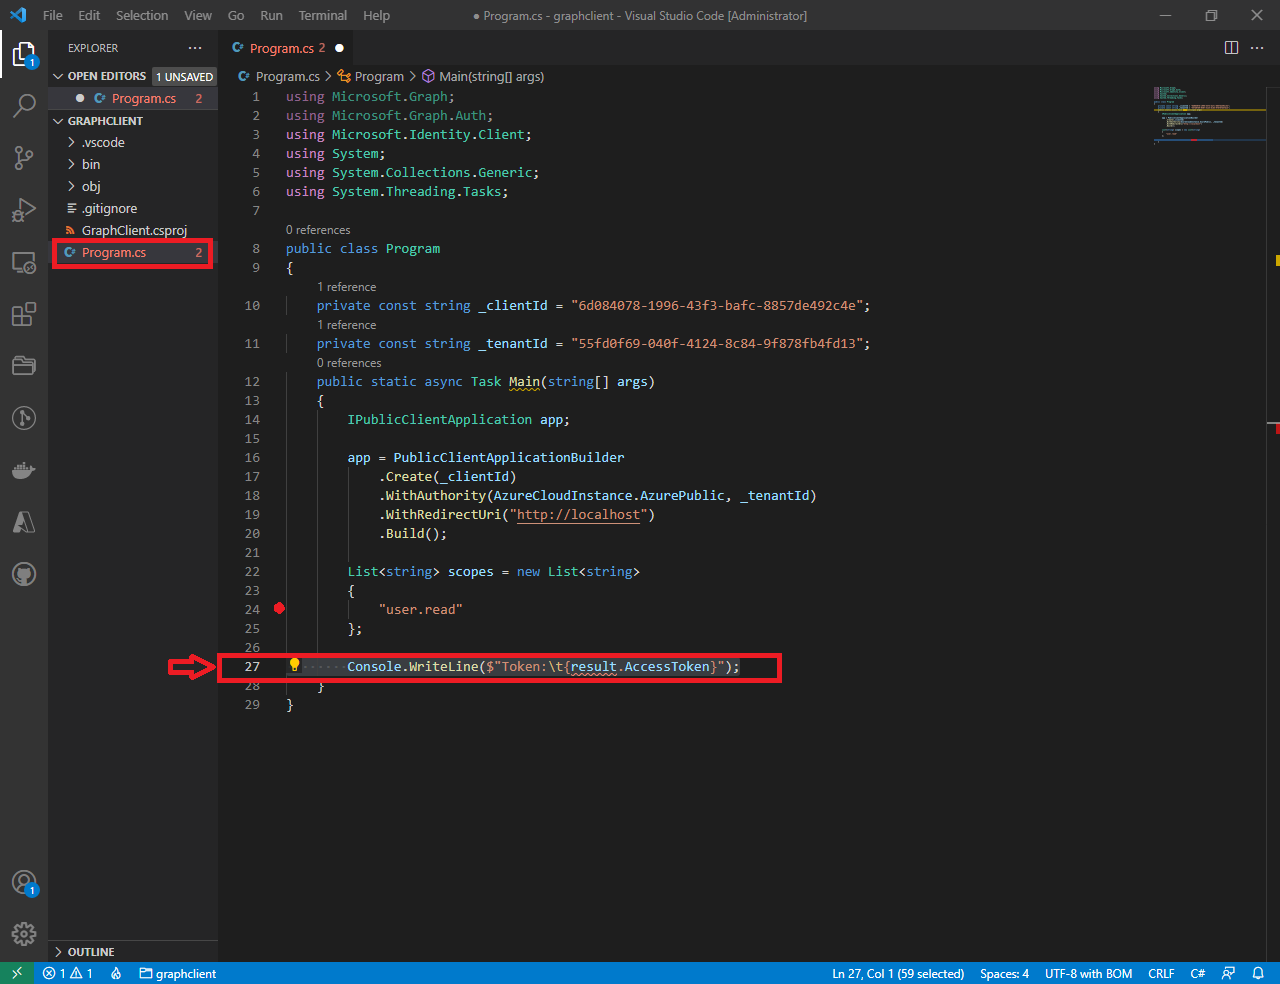 File Edit Selection View Go Run Terminal Help
● Program.cs - graphclient - Visual Studio Code [Administrator]
EXPLORER ···
OPEN EDITORS 1 UNSAVED
Program.cs 2
GRAPHCLIENT
.vscode
bin
obj
.gitignore
GraphClient.csproj
Program.cs 2
OUTLINE
1
1
Program.cs 2
Program.cs > Program > Main(string[] args)
1 using Microsoft.Graph;
2 using Microsoft.Graph.Auth;
3 using Microsoft.Identity.Client;
4 using System;
5 using System.Collections.Generic;
6 using System.Threading.Tasks;
7
0 references
8 public class Program
9 {
1 reference
10 private const string _clientId = "6d084078-1996-43f3-bafc-8857de492c4e";
1 reference
11 private const string _tenantId = "55fd0f69-040f-4124-8c84-9f878fb4fd13";
0 references
12 public static async Task Main(string[] args)
13 {
14 IPublicClientApplication app;
15
16 app = PublicClientApplicationBuilder
17 .Create(_clientId)
18 .WithAuthority(AzureCloudInstance.AzurePublic, _tenantId)
19 .WithRedirectUri("http://localhost")
20 .Build();
21
22 List<string> scopes = new List<string>
23 {
24 "user.read"
25 };
26
27 Console.WriteLine($"Token:\t{result.AccessToken}");
28 }
29 }
1 1 graphclient
Ln 27, Col 1 (59 selected) Spaces: 4 UTF-8 with BOM CRLF C#